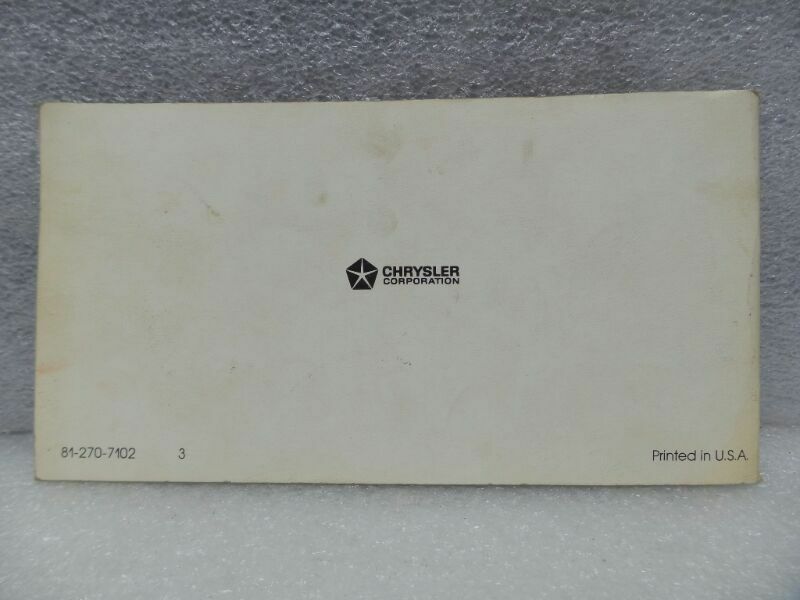 CHRYSLER
CORPORATION
81-270-7102 3
Printed in U.S.A.